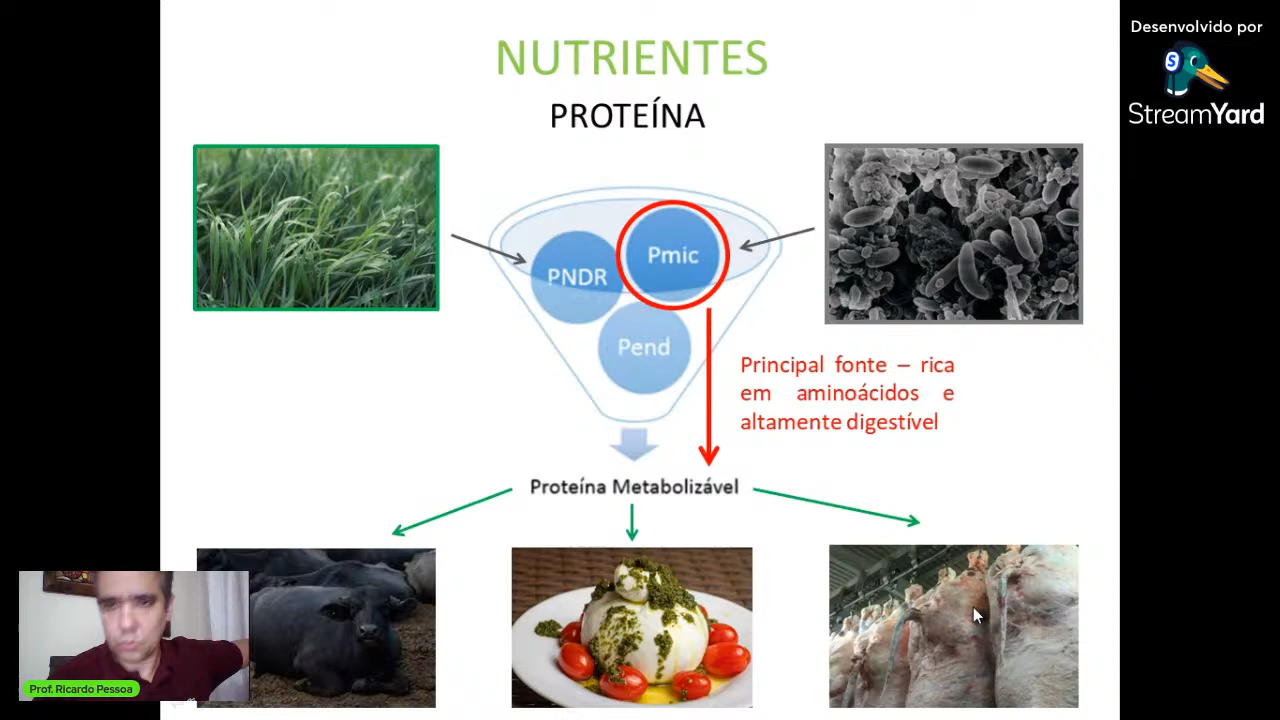 Desenvolvido por
StreamYard
NUTRIENTES
PROTEÍNA
PNDR
Pmic
Pend
Principal fonte – rica
em aminoácidos e
altamente digestível
Proteína Metabolizável
Prof. Ricardo Pessoa